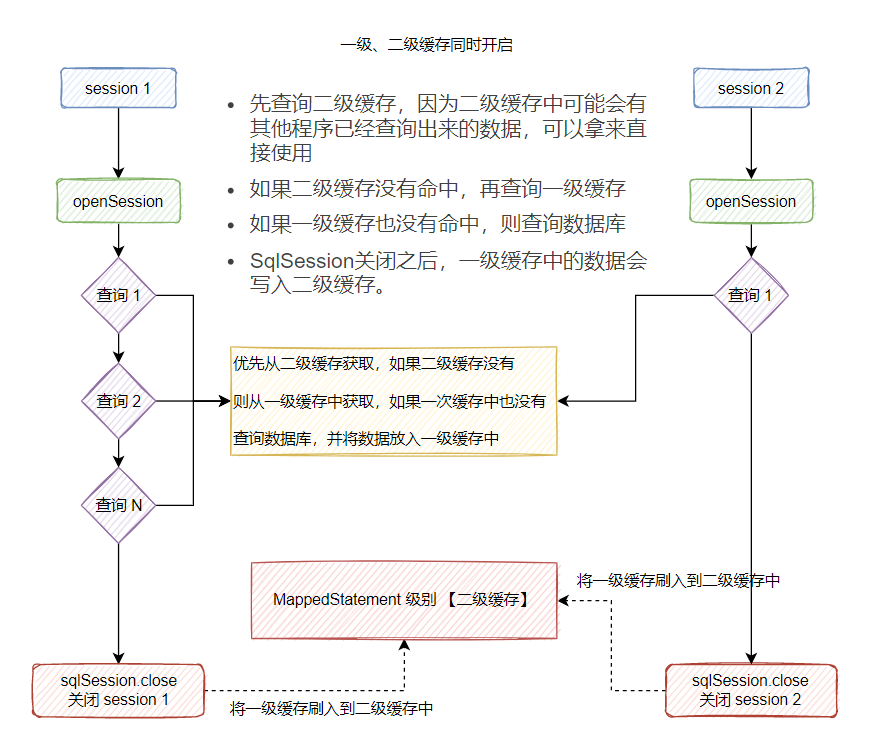 一级、二级缓存同时开启
session 1
session 2
• 先查询二级缓存，因为二级缓存中可能会有
其他程序已经查询出来的数据，可以拿来直
接使用
• 如果二级缓存没有命中，再查询一级缓存
• 如果一级缓存也没有命中，则查询数据库
• SqlSession关闭之后，一级缓存中的数据会
写入二级缓存。
openSession
openSession
查询 1
查询 1
优先从二级缓存获取，如果二级缓存没有
则从一级缓存中获取，如果一次缓存中也没有
查询数据库，并将数据放入一级缓存中
查询 2
查询 N
MappedStatement 级别 【二级缓存】
将一级缓存刷入到二级缓存中
sqlSession.close
关闭 session 1
将一级缓存刷入到二级缓存中
sqlSession.close
关闭 session 2